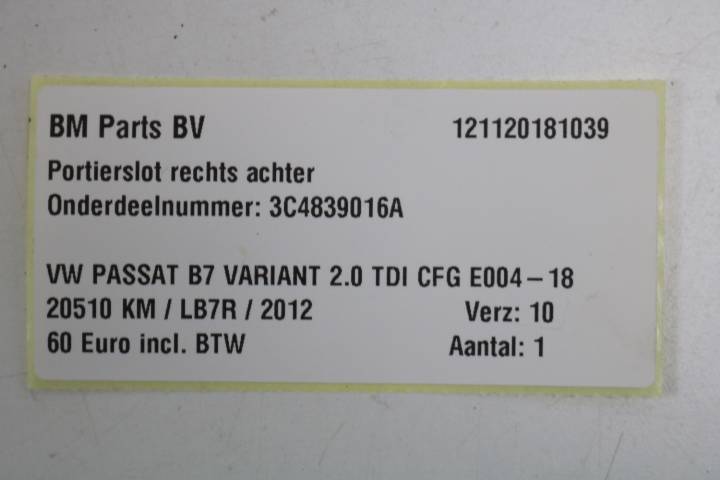 BM Parts BV 121120181039
Portierslot rechts achter
Onderdeelnummer: 3C4839016A
VW PASSAT B7 VARIANT 2.0 TDI CFG E004-18
20510 KM / LB7R / 2012 Verz: 10
60 Euro incl. BTW Aantal: 1